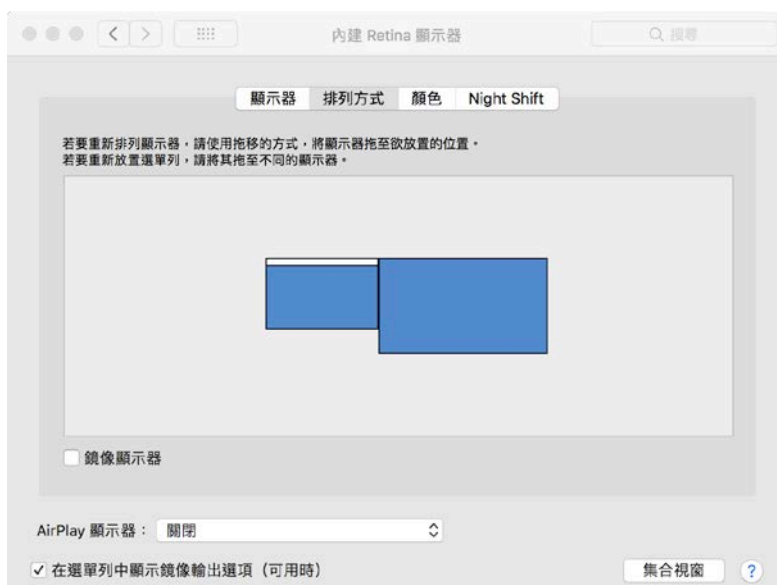 內建 Retina 顯示器
搜尋
顯示器 排列方式 顏色 Night Shift
若要重新排列顯示器，請使用拖移的方式，將顯示器拖至欲放置的位置。
若要重新放置選單列，請將其拖至不同的顯示器。
鏡像顯示器
AirPlay 顯示器： 關閉
在選單列中顯示鏡像輸出選項（可用時）
集合視窗 ?